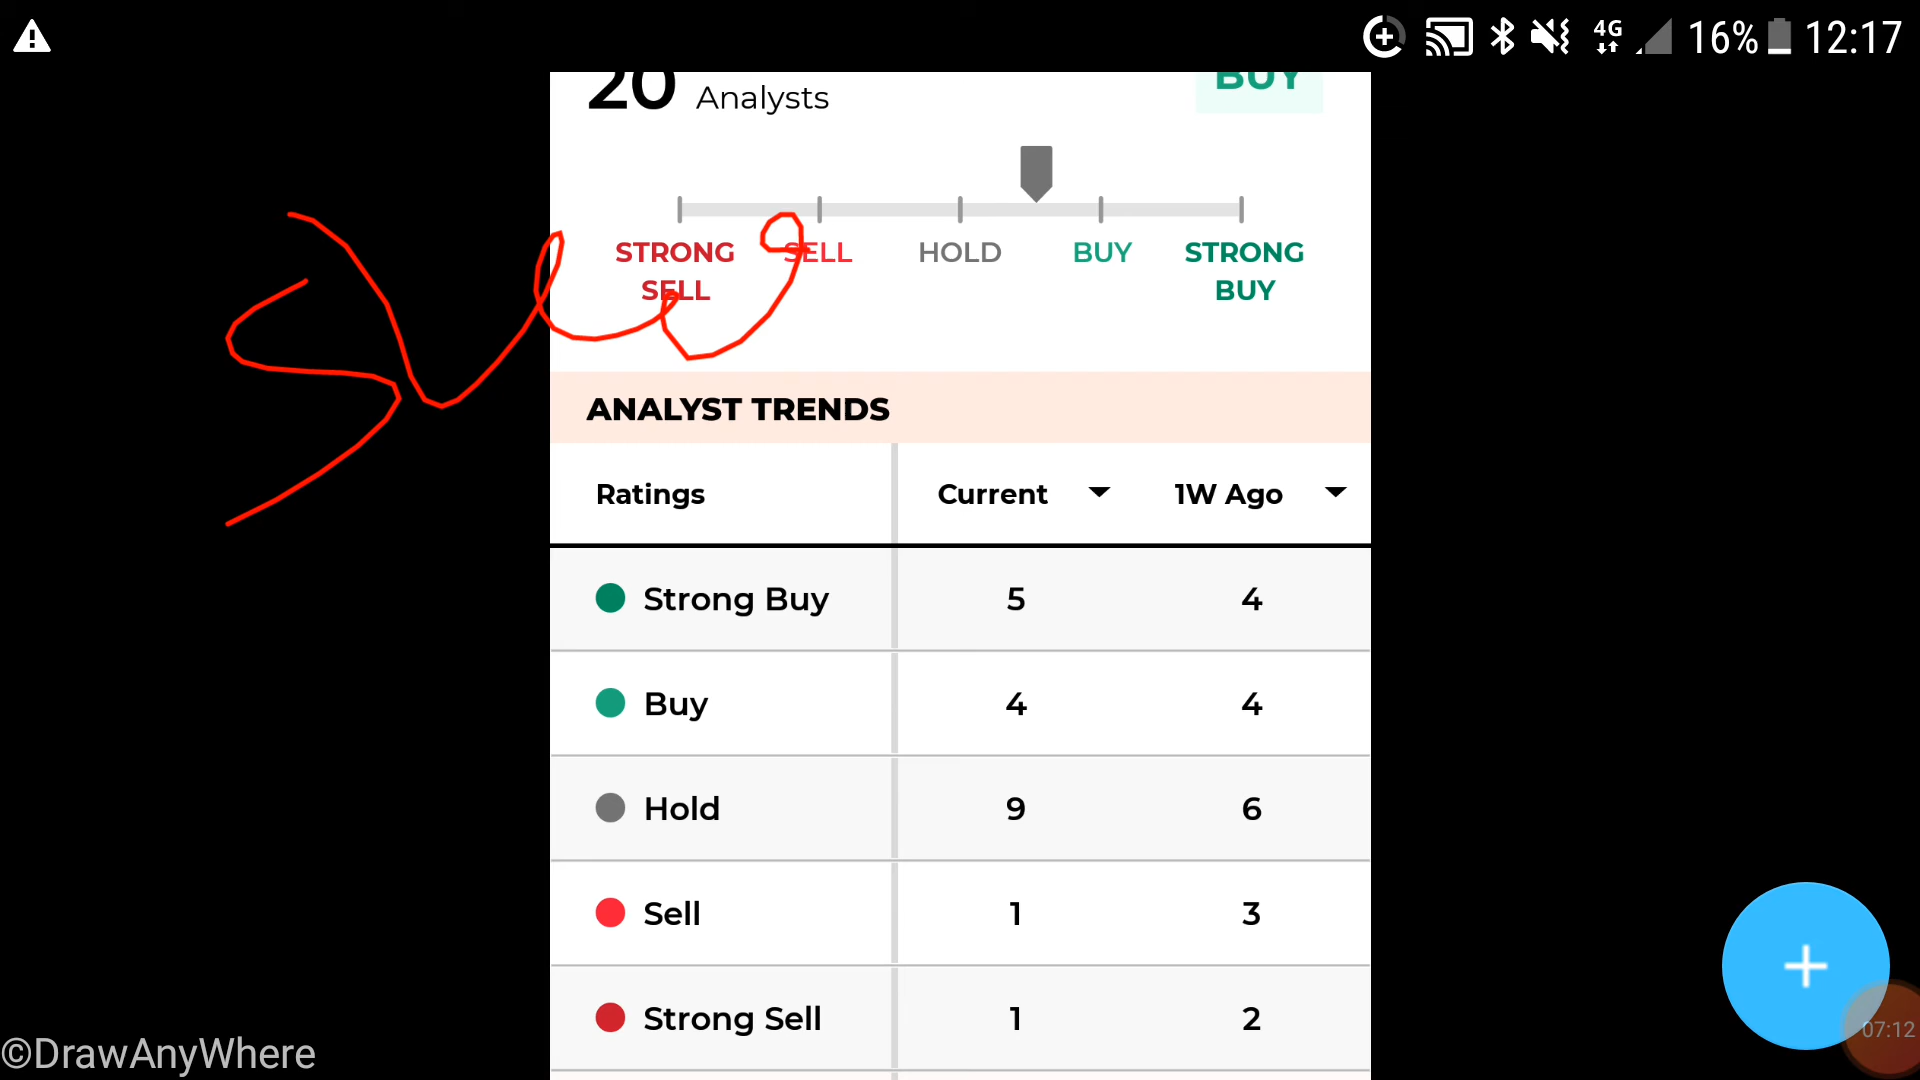 16% 12:17
4G
20 Analysts BUY
STRONG SELL SELL HOLD BUY STRONG BUY
ANALYST TRENDS
Ratings Current 1W Ago
Strong Buy 5 4
Buy 4 4
Hold 9 6
Sell 1 3
Strong Sell 1 2
07:12
©DrawAnyWhere